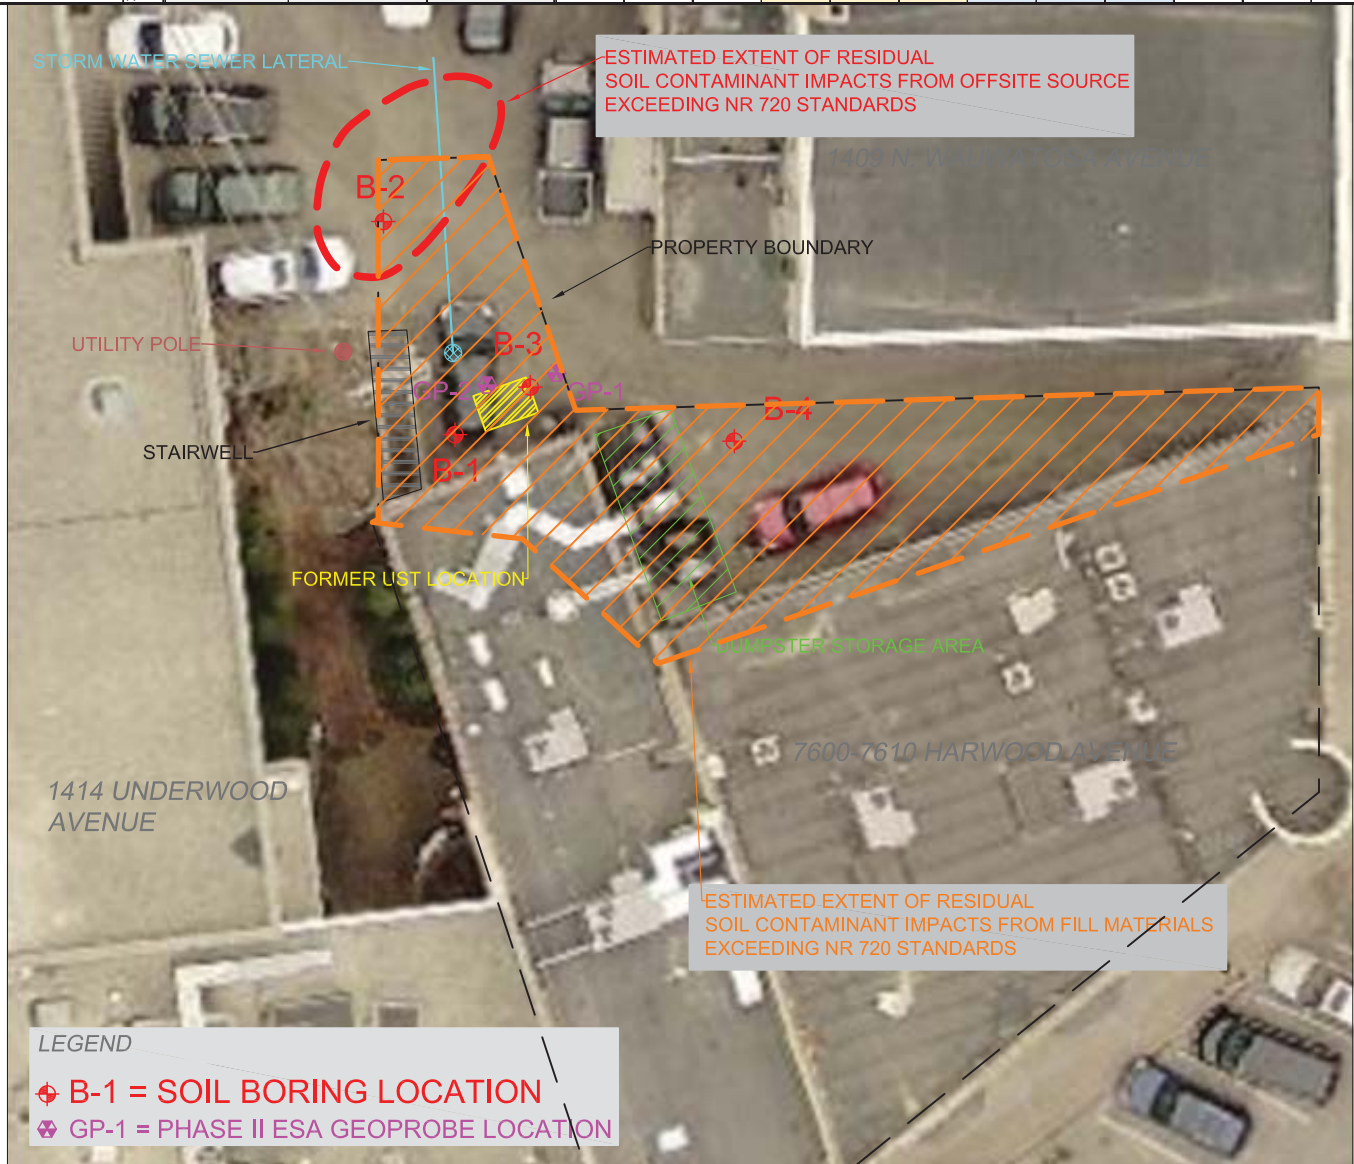 STORM WATER SEWER LATERAL
ESTIMATED EXTENT OF RESIDUAL
SOIL CONTAMINANT IMPACTS FROM OFFSITE SOURCE
EXCEEDING NR 720 STANDARDS
1409 N.
B-2
PROPERTY BOUNDARY
UTILITY POLE
B-3
GP-2
GP-1
B-4
STAIRWELL
B-1
FORMER UST LOCATION
DUMPSTER STORAGE AREA
7600-7610 HARWOOD AVENUE
1414 UNDERWOOD
AVENUE
ESTIMATED EXTENT OF RESIDUAL
SOIL CONTAMINANT IMPACTS FROM FILL MATERIALS
EXCEEDING NR 720 STANDARDS
LEGEND
B-1 = SOIL BORING LOCATION
GP-1 = PHASE II ESA GEOPROBE LOCATION